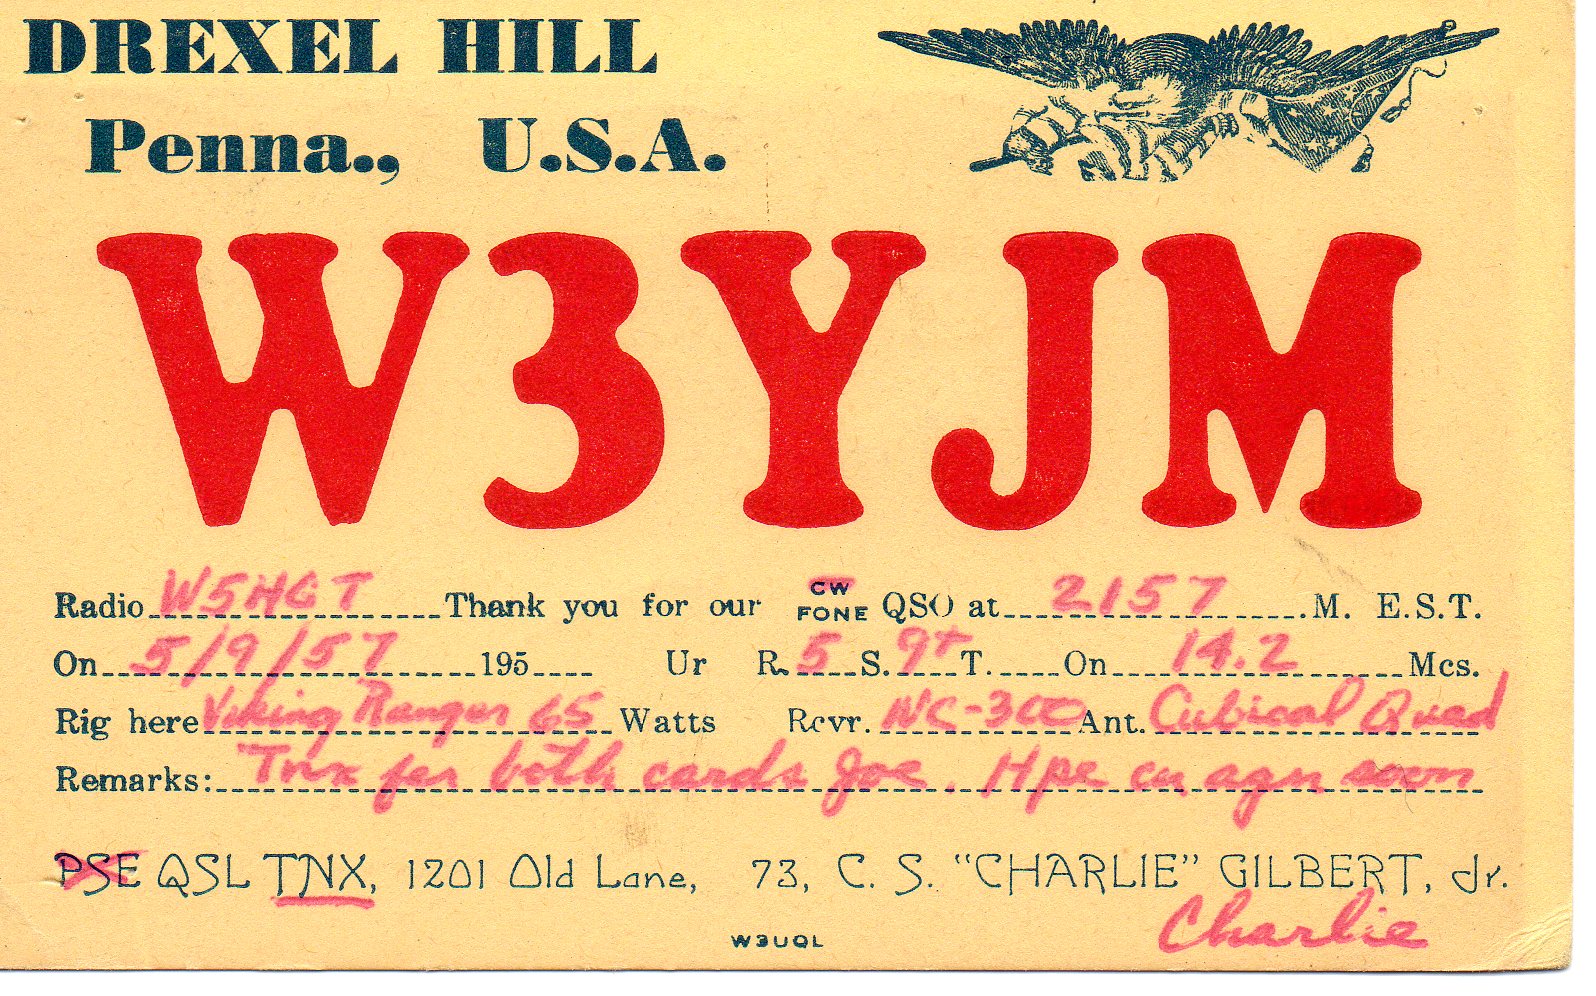 DREXEL HILL
Penna., U.S.A.
W3YJM
Radio W5HGT Thank you for our CW FONE QSO at 2157 M. E.S.T.
On 5/9/57 195 Ur R. 5 S. 9+ T. On 14.2 Mcs.
Rig here Viking Ranger 65 Watts Rcvr. NC-300 Ant. Cubical Quad
Remarks: Tnx fer both cards Joe. Hpe cu agn soon
PSE QSL TNX, 1201 Old Lane, 73, C. S. "CHARLIE" GILBERT, Jr.
Charlie
W3UQL